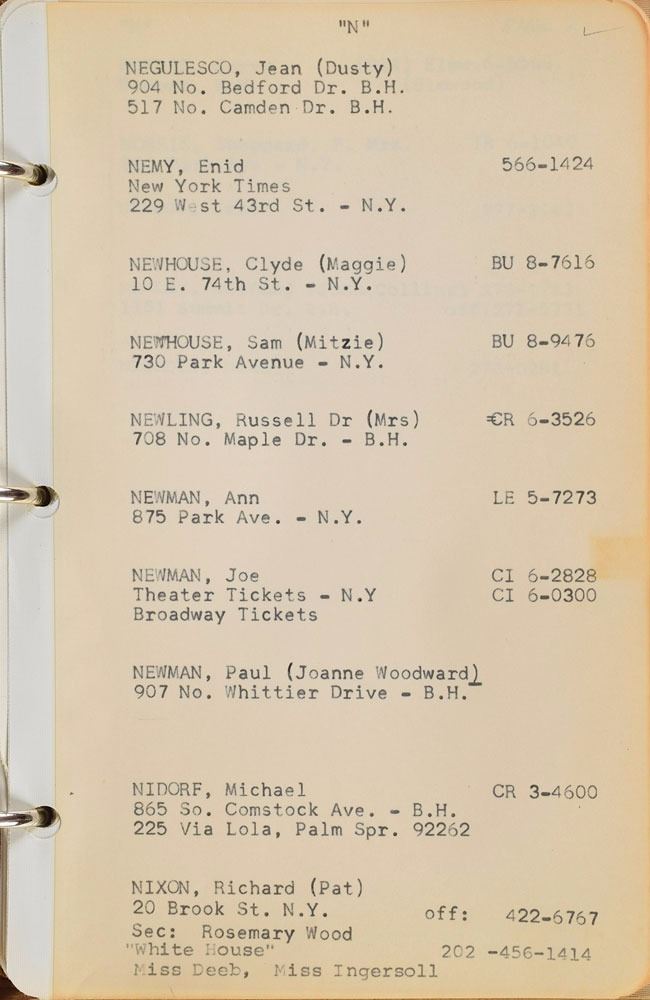 "N"
NEGULESCO, Jean (Dusty)
904 No. Bedford Dr. B.H.
517 No. Camden Dr. B.H.
NEMY, Enid 566-1424
New York Times
229 West 43rd St. - N.Y.
NEWHOUSE, Clyde (Maggie) BU 8-7616
10 E. 74th St. - N.Y.
NEWHOUSE, Sam (Mitzie) BU 8-9476
730 Park Avenue - N.Y.
NEWLING, Russell Dr (Mrs) CR 6-3526
708 No. Maple Dr. - B.H.
NEWMAN, Ann LE 5-7273
875 Park Ave. - N.Y.
NEWMAN, Joe CI 6-2828
Theater Tickets - N.Y CI 6-0300
Broadway Tickets
NEWMAN, Paul (Joanne Woodward)
907 No. Whittier Drive - B.H.
NIDORF, Michael CR 3-4600
865 So. Comstock Ave. - B.H.
225 Via Lola, Palm Spr. 92262
NIXON, Richard (Pat)
20 Brook St. N.Y. off: 422-6767
Sec: Rosemary Wood
"White House" 202 -456-1414
Miss Deeb, Miss Ingersoll